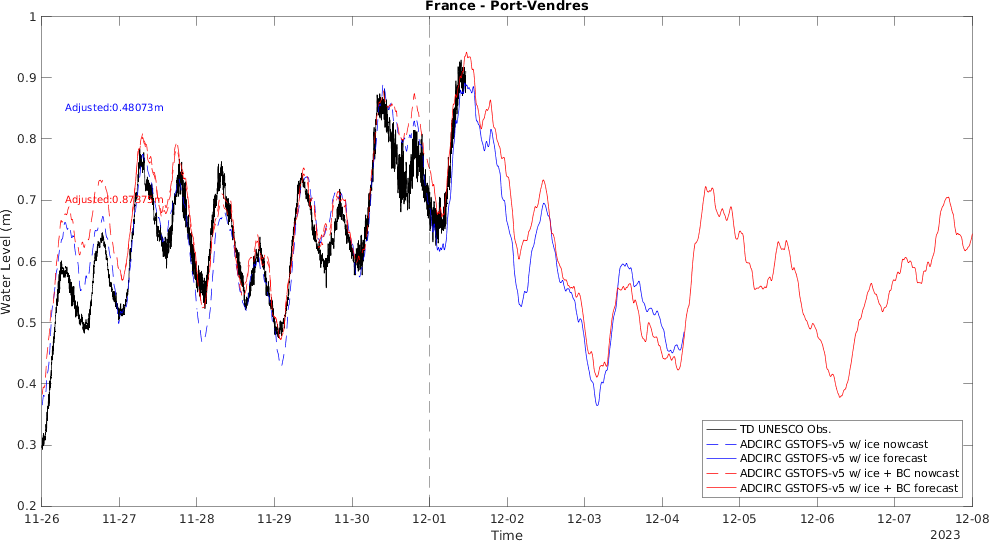 France - Port-Vendres
1
0.9
0.8
0.7
0.6
0.5
0.4
0.3
0.2
Water Level (m)
Adjusted:0.48073m
11-26
11-27
11-28
11-29
11-30
12-01
12-02
12-03
12-04
12-05
12-06
12-07
12-08
Time
2023
TD UNESCO Obs.
ADCIRC GSTOFS-v5 w/ ice nowcast
ADCIRC GSTOFS-v5 w/ ice forecast
ADCIRC GSTOFS-v5 w/ ice + BC nowcast
ADCIRC GSTOFS-v5 w/ ice + BC forecast